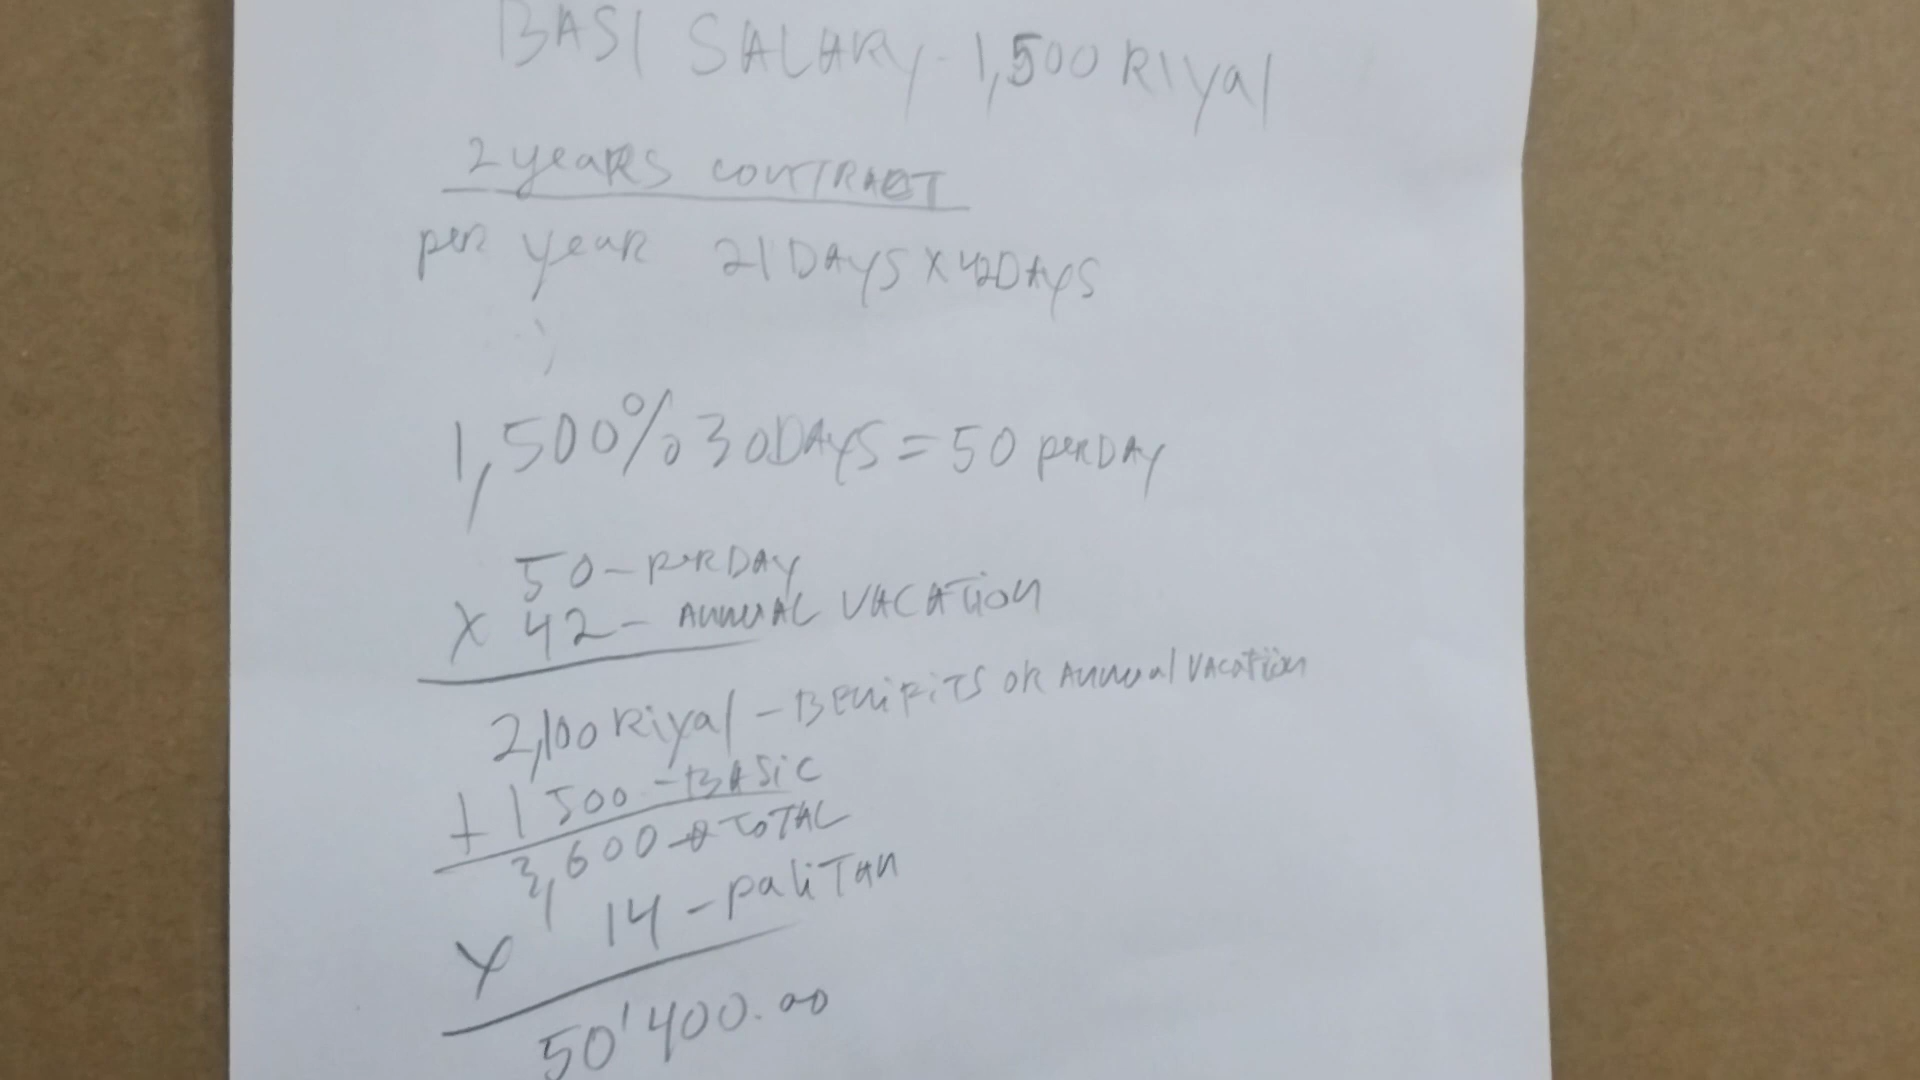 BASI SALARY - 1,500 RIYAL
2 years CONTRACT
per year 21 DAYS X 42 DAYS
1,500 % 30 DAYS = 50 PER DAY
50 - PER DAY
X 42 - ANNUAL VACATION
2,100 Riyal - BENIFITS OR ANNUAL VACATION
+ 1500 - BASIC
3,600 TOTAL
X 14 - paliTAN
50'400.00